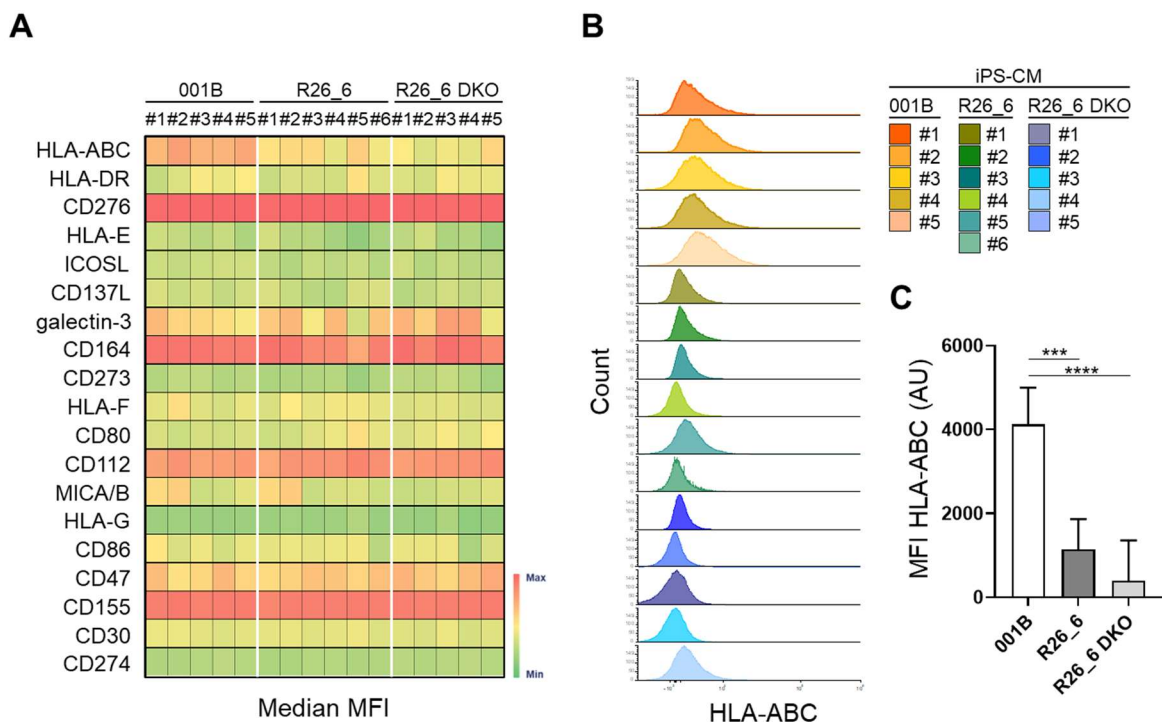 A
001B R26_6 R26_6 DKO
#1 #2 #3 #4 #5 #1 #2 #3 #4 #5 #6 #1 #2 #3 #4 #5
HLA-ABC
HLA-DR
CD276
HLA-E
ICOSL
CD137L
galectin-3
CD164
CD273
HLA-F
CD80
CD112
MICA/B
HLA-G
CD86
CD47
CD155
CD30
CD274
Max
Min
Median MFI
B
Count
HLA-ABC
iPS-CM
001B R26_6 R26_6 DKO
#1 #1 #1
#2 #2 #2
#3 #3 #3
#4 #4 #4
#5 #5 #5
#6
C
MFI HLA-ABC (AU)
6000
4000
2000
0
***
****
001B
R26_6
R26_6 DKO